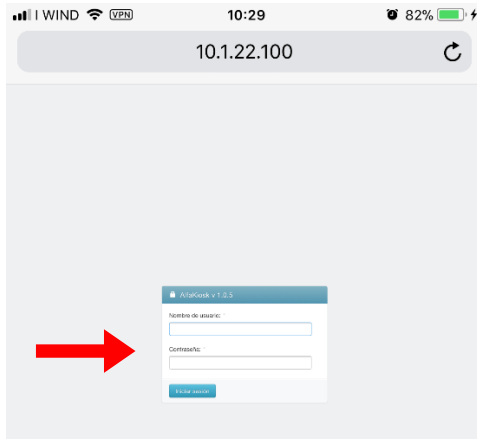 I WIND VPN 10:29 82%
10.1.22.100
AlfaKiosk v 1.0.5
Nombre de usuario: *
Contraseña: *
Iniciar sesión